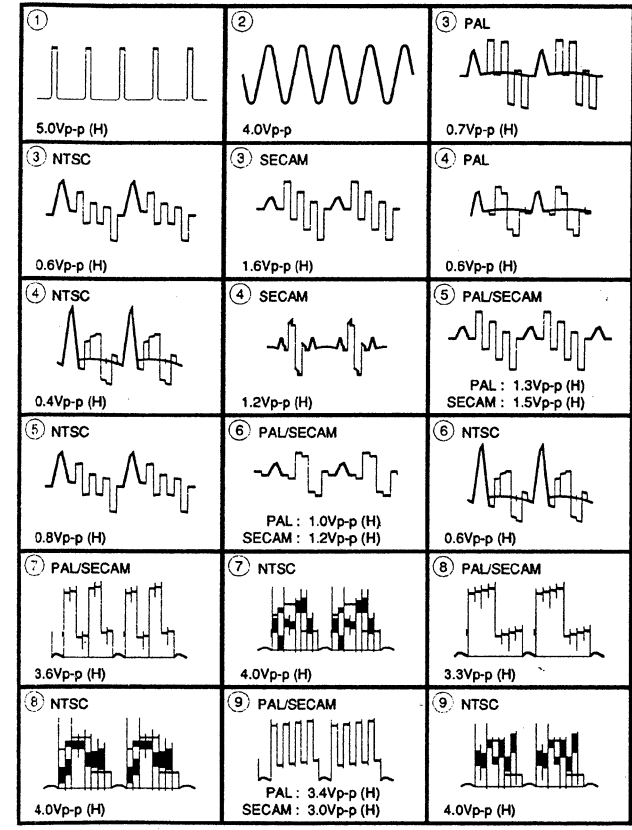 ① ② ③ PAL
5.0Vp-p (H) 4.0Vp-p 0.7Vp-p (H)
③ NTSC ③ SECAM ④ PAL
0.6Vp-p (H) 1.6Vp-p (H) 0.6Vp-p (H)
④ NTSC ④ SECAM ⑤ PAL/SECAM
PAL : 1.3Vp-p (H)
0.4Vp-p (H) 1.2Vp-p (H) SECAM : 1.5Vp-p (H)
⑤ NTSC ⑥ PAL/SECAM ⑥ NTSC
PAL : 1.0Vp-p (H)
0.8Vp-p (H) SECAM : 1.2Vp-p (H) 0.6Vp-p (H)
⑦ PAL/SECAM ⑦ NTSC ⑧ PAL/SECAM
3.6Vp-p (H) 4.0Vp-p (H) 3.3Vp-p (H)
⑧ NTSC ⑨ PAL/SECAM ⑨ NTSC
PAL : 3.4Vp-p (H)
4.0Vp-p (H) SECAM : 3.0Vp-p (H) 4.0Vp-p (H)